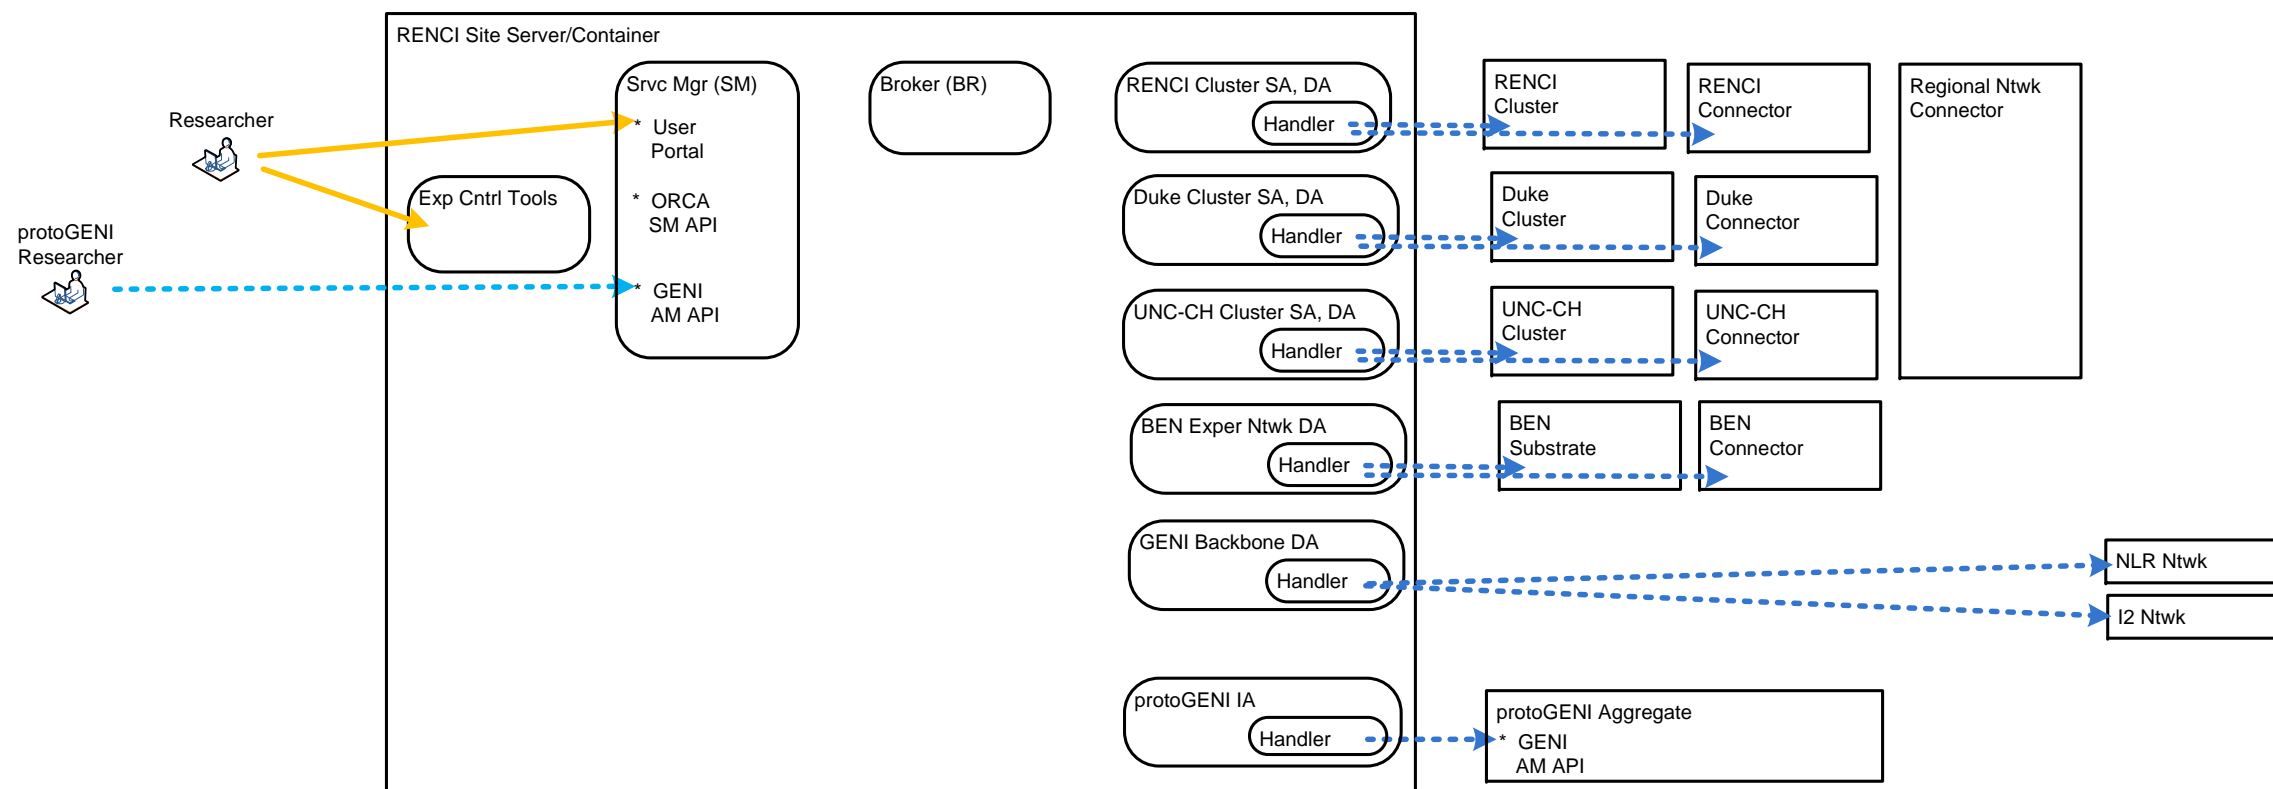 RENCI Site Server/Container
Researcher
protoGENI
Researcher
Exp Cntrl Tools
Srvc Mgr (SM)
* User
Portal
* ORCA
SM API
* GENI
AM API
Broker (BR)
RENCI Cluster SA, DA
Handler
RENCI
Cluster
RENCI
Connector
Regional Ntwk
Connector
Duke Cluster SA, DA
Handler
Duke
Cluster
Duke
Connector
UNC-CH Cluster SA, DA
Handler
UNC-CH
Cluster
UNC-CH
Connector
BEN Exper Ntwk DA
Handler
BEN
Substrate
BEN
Connector
GENI Backbone DA
Handler
NLR Ntwk
I2 Ntwk
protoGENI IA
Handler
protoGENI Aggregate
* GENI
AM API